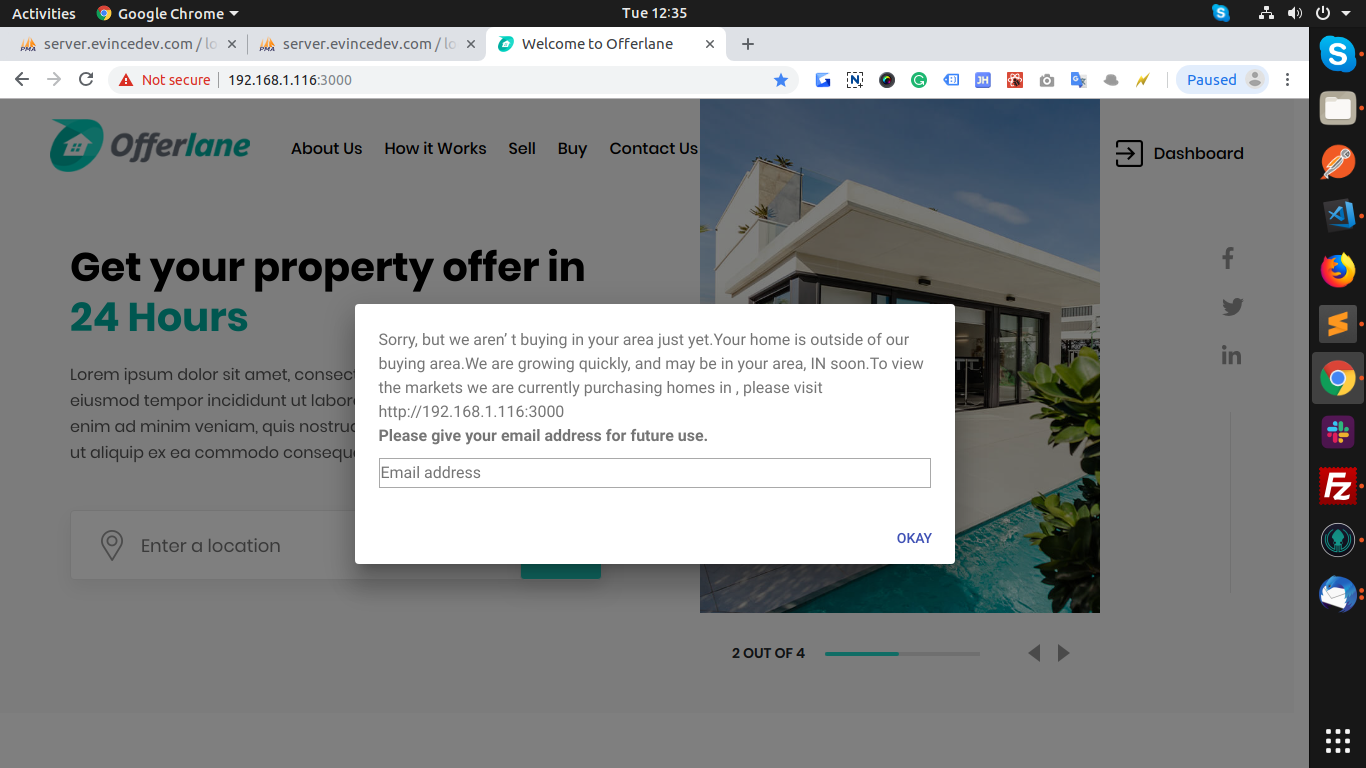 Activities
Google Chrome
Tue 12:35
server.evincedev.com / lo
server.evincedev.com / lo
Welcome to Offerlane
Not secure
192.168.1.116:3000
Paused
Offerlane
About Us
How it Works
Sell
Buy
Contact Us
Dashboard
Get your property offer in
24 Hours
Lorem ipsum dolor sit amet, consect
eiusmod tempor incididunt ut labore
enim ad minim veniam, quis nostrud
ut aliquip ex ea commodo consequa
Sorry, but we aren’ t buying in your area just yet.Your home is outside of our
buying area.We are growing quickly, and may be in your area, IN soon.To view
the markets we are currently purchasing homes in , please visit
http://192.168.1.116:3000
Please give your email address for future use.
Email address
OKAY
Enter a location
2 OUT OF 4